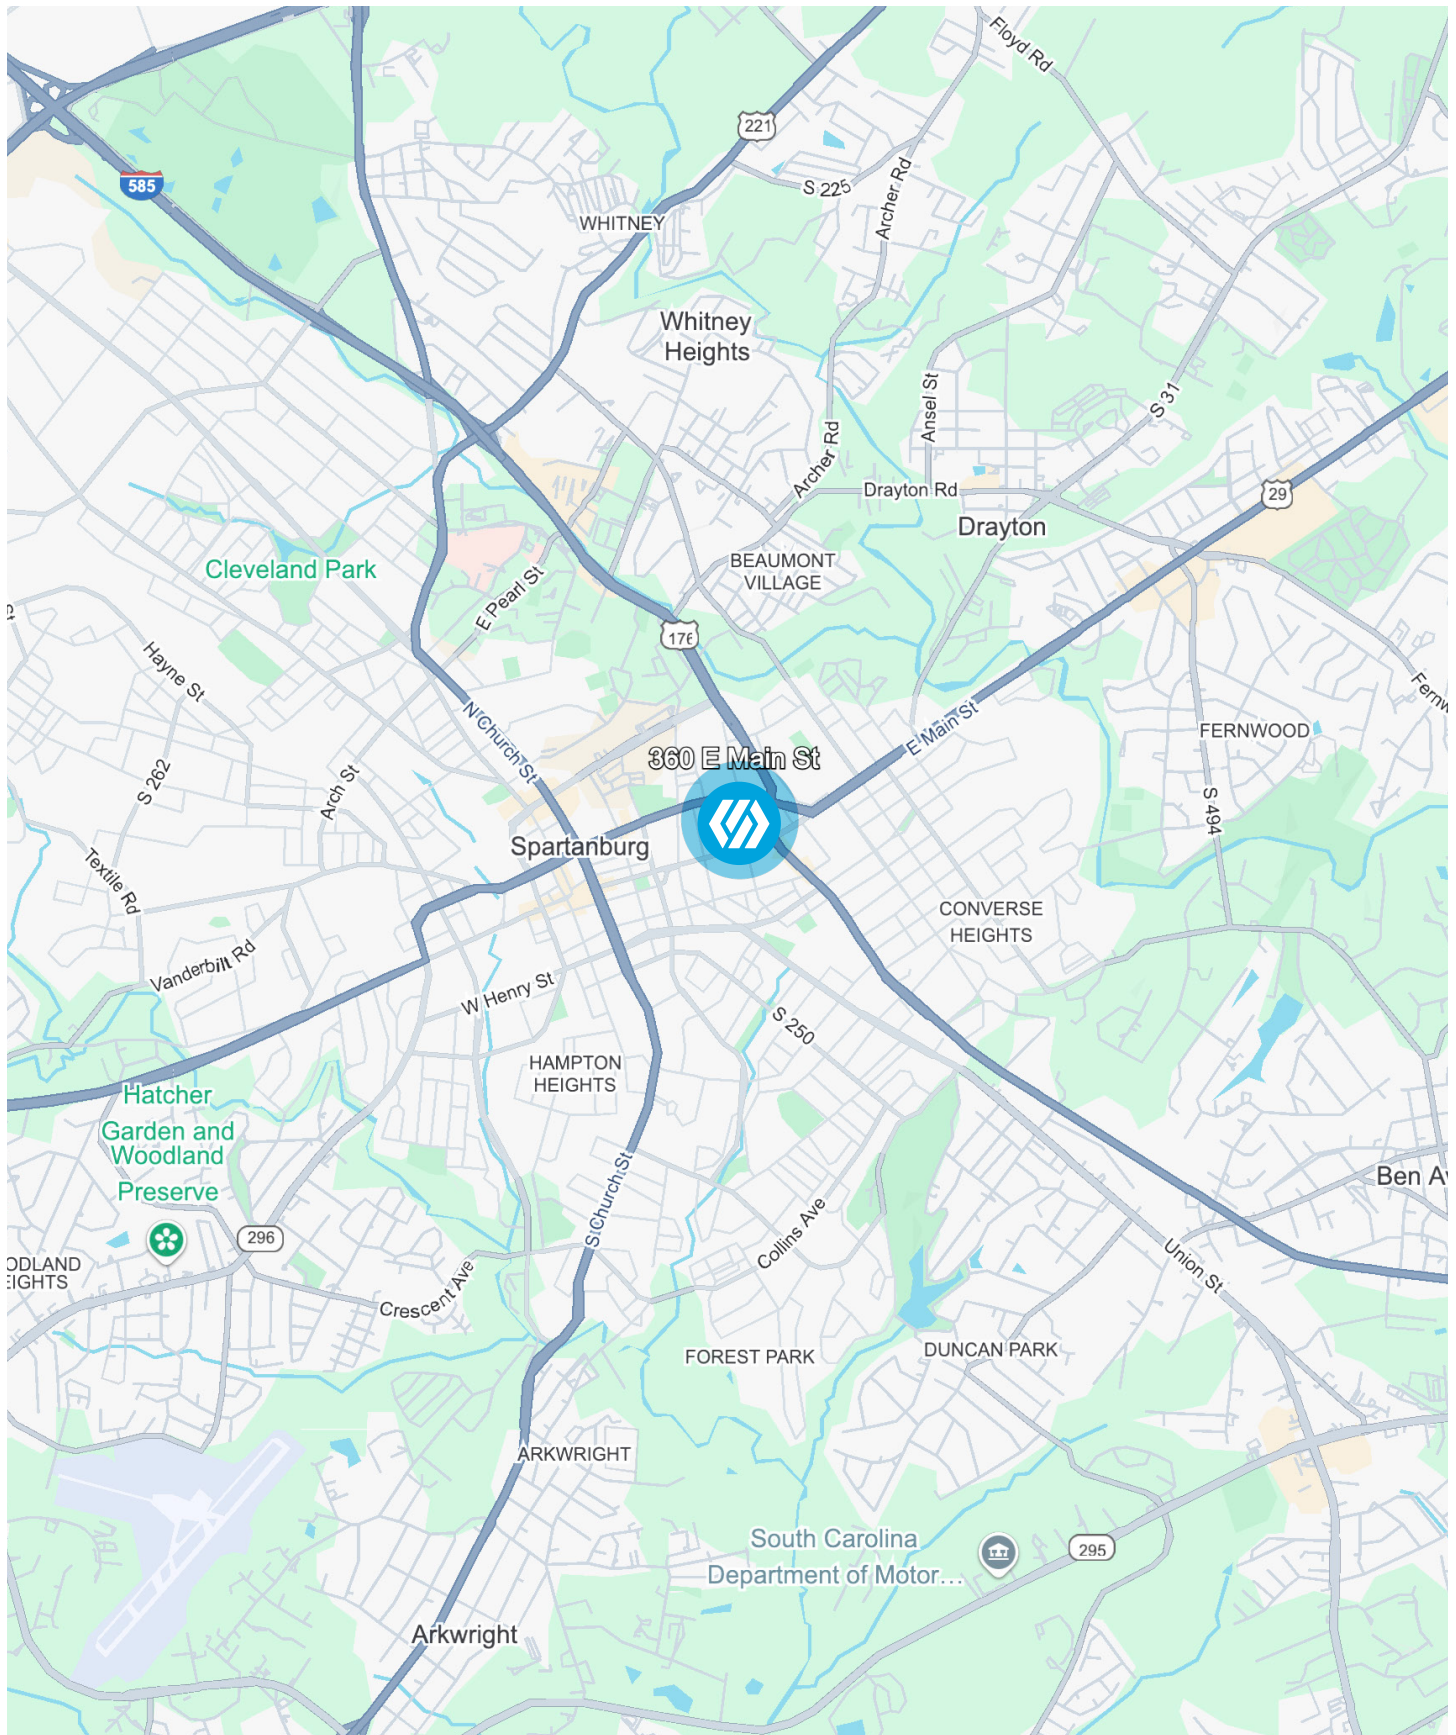 Floyd Rd
221
585
S 225
Archer Rd
WHITNEY
Whitney
Heights
Ansel St
S 31
Archer Rd
Drayton Rd
29
Drayton
Cleveland Park
BEAUMONT
VILLAGE
E Pearl St
176
Hayne St
N Church St
E Main St
FERNWOOD
360 E Main St
S 262
Arch St
S 494
Spartanburg
Textile Rd
CONVERSE
HEIGHTS
Vanderbilt Rd
W Henry St
S 250
HAMPTON
HEIGHTS
Hatcher
Garden and
Woodland
Preserve
Ben Av
S Church St
Collins Ave
296
ODLAND
EIGHTS
Union St
Crescent Ave
FOREST PARK
DUNCAN PARK
ARKWRIGHT
South Carolina
Department of Motor...
295
Arkwright